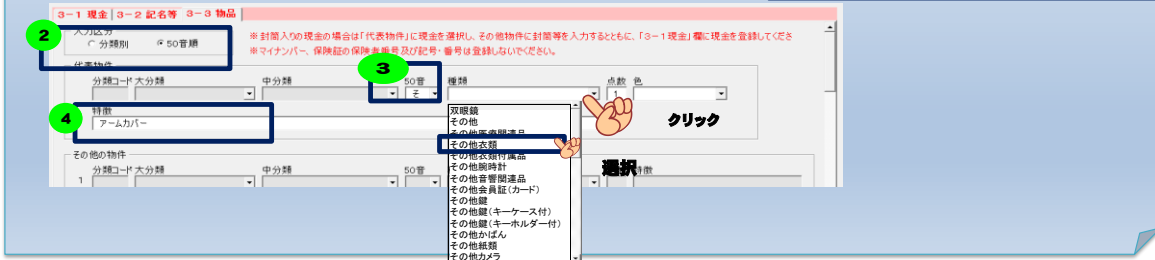 3-1 現金 3-2 記名等 3-3 物品
2 入力区分
分類別 50音順
※封筒入りの現金の場合は「代表物件」に現金を選択し、その他物件に封筒等を入力するとともに、「3-1現金」欄に現金を登録してくださ
※マイナンバー、保険証の保険者番号及び記号・番号は登録しないでください。
代表物件
3
分類コード 大分類 中分類 50音 種類 点数 色
そ 1
4 特徴
アームカバー
クリック
双眼鏡
その他
その他医療関連品
その他衣類
その他衣類付属品
その他腕時計
その他音響関連品
その他会員証(カード)
その他鍵
その他鍵(キーケース付)
その他鍵(キーホルダー付)
その他かばん
その他紙類
その他カメラ
選択
その他の物件
分類コード 大分類 中分類 50音 特徴
1